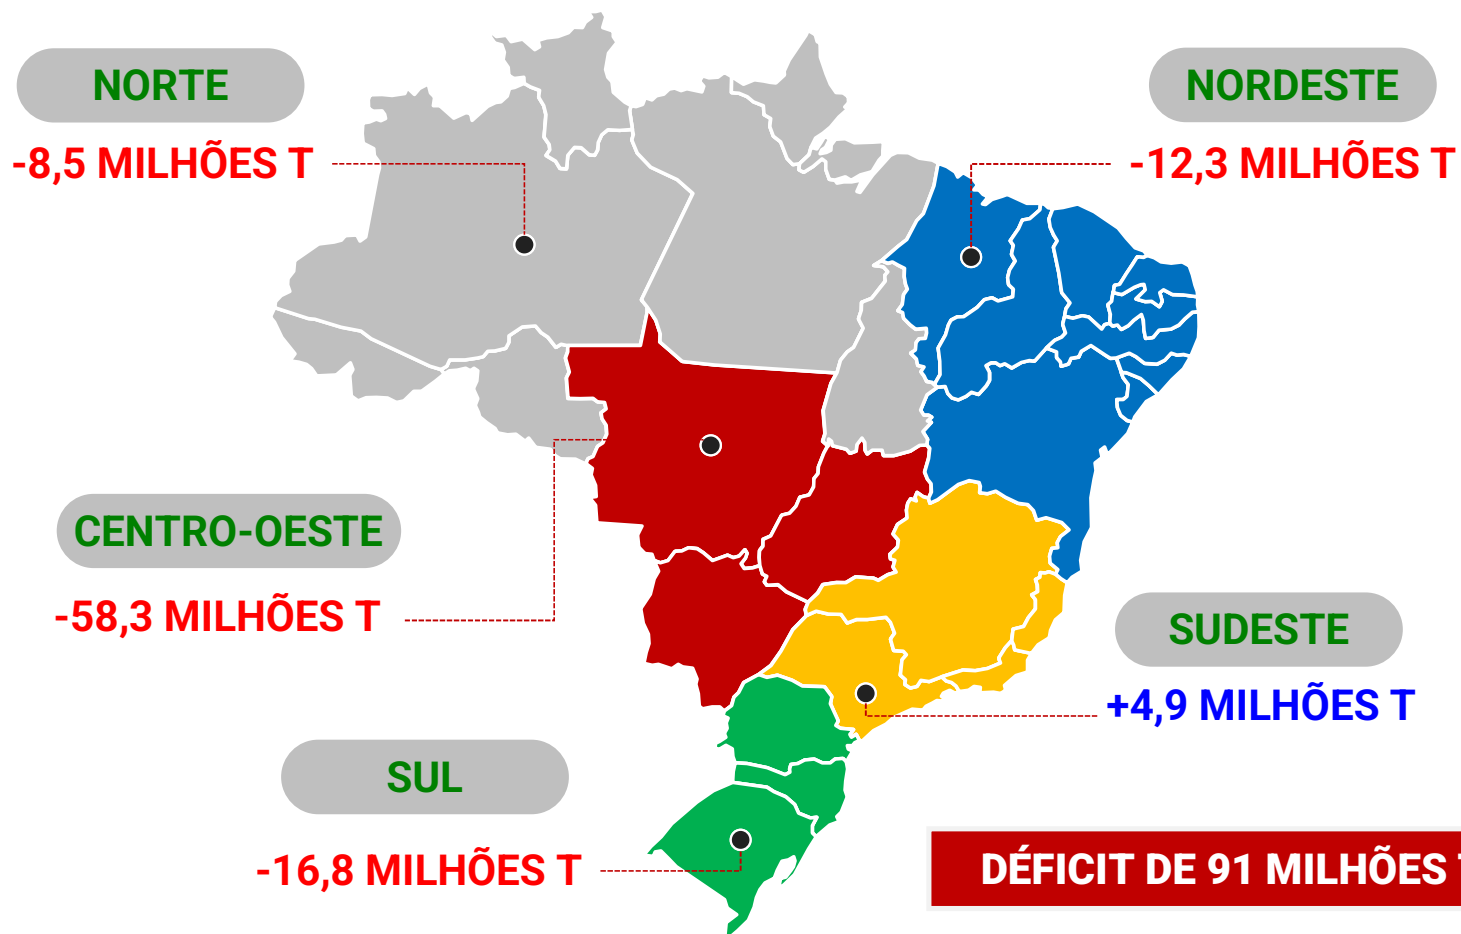 NORTE
-8,5 MILHÕES T
NORDESTE
-12,3 MILHÕES T
CENTRO-OESTE
-58,3 MILHÕES T
SUDESTE
+4,9 MILHÕES T
SUL
-16,8 MILHÕES T
DÉFICIT DE 91 MILHÕES